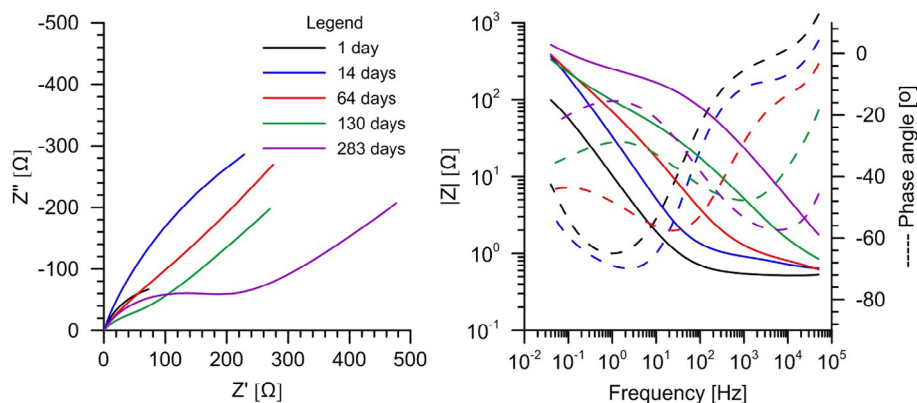 Legend
1 day
14 days
64 days
130 days
283 days
-500
-400
-300
-200
-100
0
Z'' [Ω]
0 100 200 300 400 500
Z' [Ω]
10³
10²
10¹
10⁰
10⁻¹
|Z| [Ω]
10⁻² 10⁻¹ 10⁰ 10¹ 10² 10³ 10⁴ 10⁵
Frequency [Hz]
0
-20
-40
-60
-80
----- Phase angle [o]